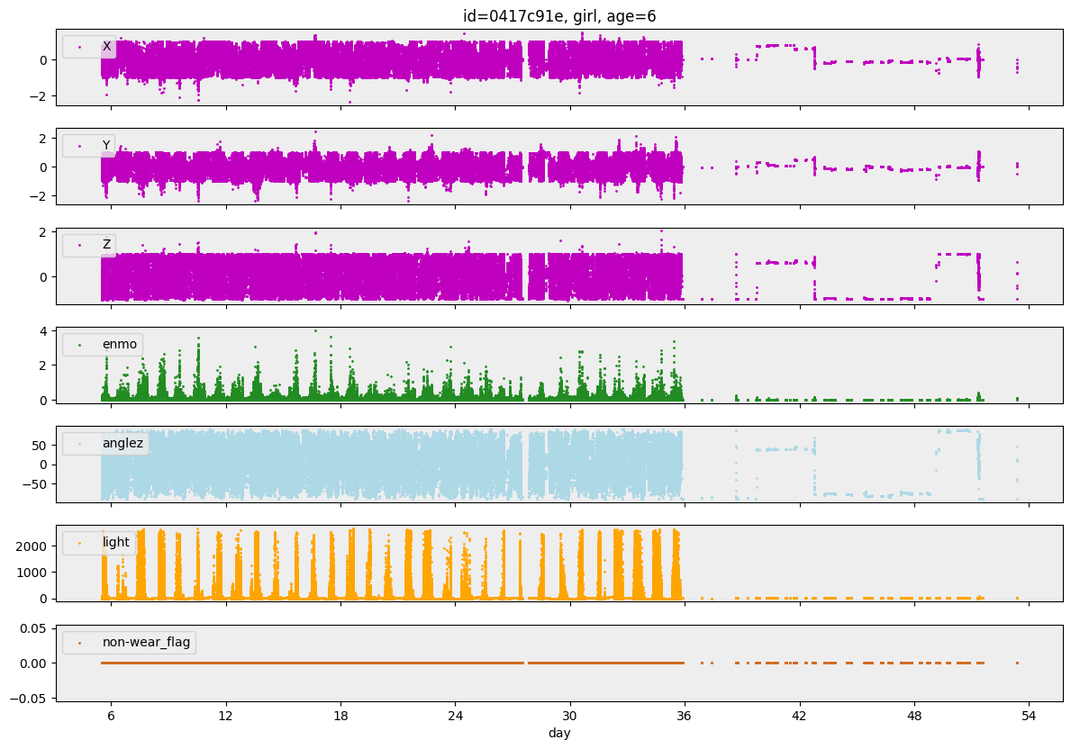 id=0417c91e, girl, age=6
X
0
−2
Y
2
0
−2
Z
2
0
enmo
4
2
0
anglez
50
0
−50
light
2000
1000
0
non-wear_flag
0.05
0.00
−0.05
6 12 18 24 30 36 42 48 54
day